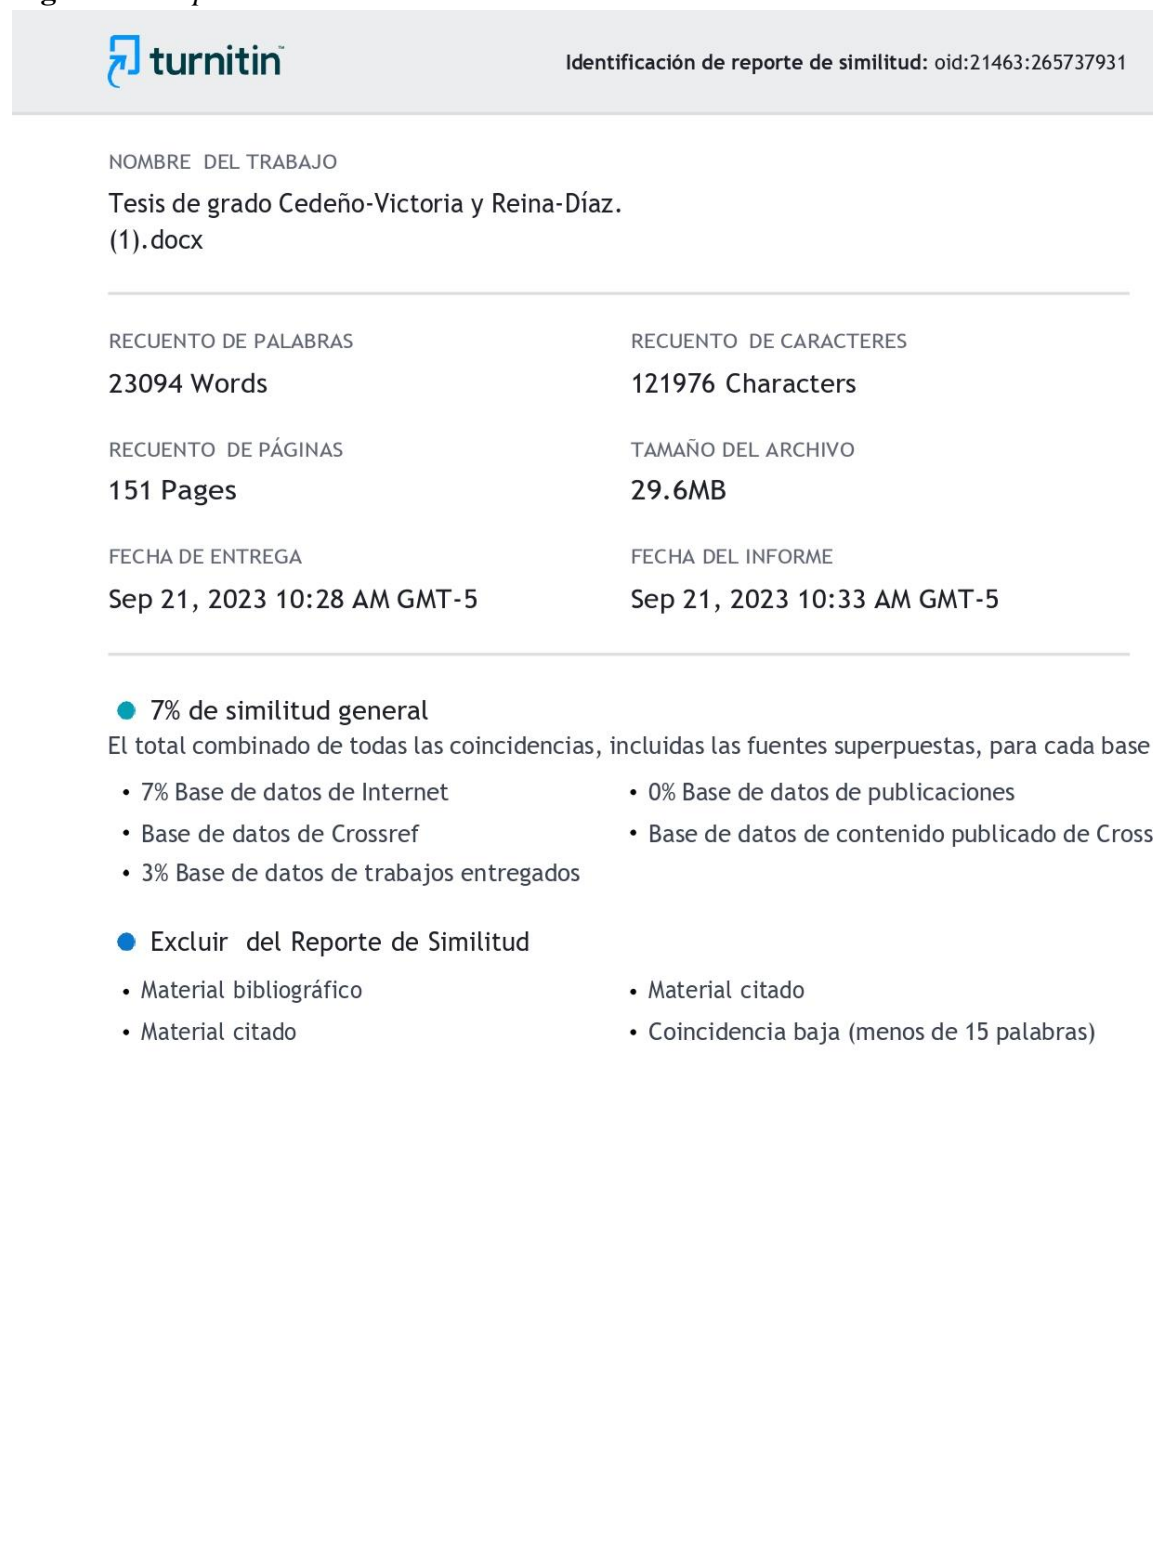 turnitin
Identificación de reporte de similitud: oid:21463:265737931
NOMBRE DEL TRABAJO
Tesis de grado Cedeño-Victoria y Reina-Díaz.
(1).docx
RECUENTO DE PALABRAS
RECUENTO DE CARACTERES
23094 Words
121976 Characters
RECUENTO DE PÁGINAS
TAMAÑO DEL ARCHIVO
151 Pages
29.6MB
FECHA DE ENTREGA
FECHA DEL INFORME
Sep 21, 2023 10:28 AM GMT-5
Sep 21, 2023 10:33 AM GMT-5
7% de similitud general
El total combinado de todas las coincidencias, incluidas las fuentes superpuestas, para cada base
• 7% Base de datos de Internet
• 0% Base de datos de publicaciones
• Base de datos de Crossref
• Base de datos de contenido publicado de Cross
• 3% Base de datos de trabajos entregados
Excluir del Reporte de Similitud
• Material bibliográfico
• Material citado
• Material citado
• Coincidencia baja (menos de 15 palabras)